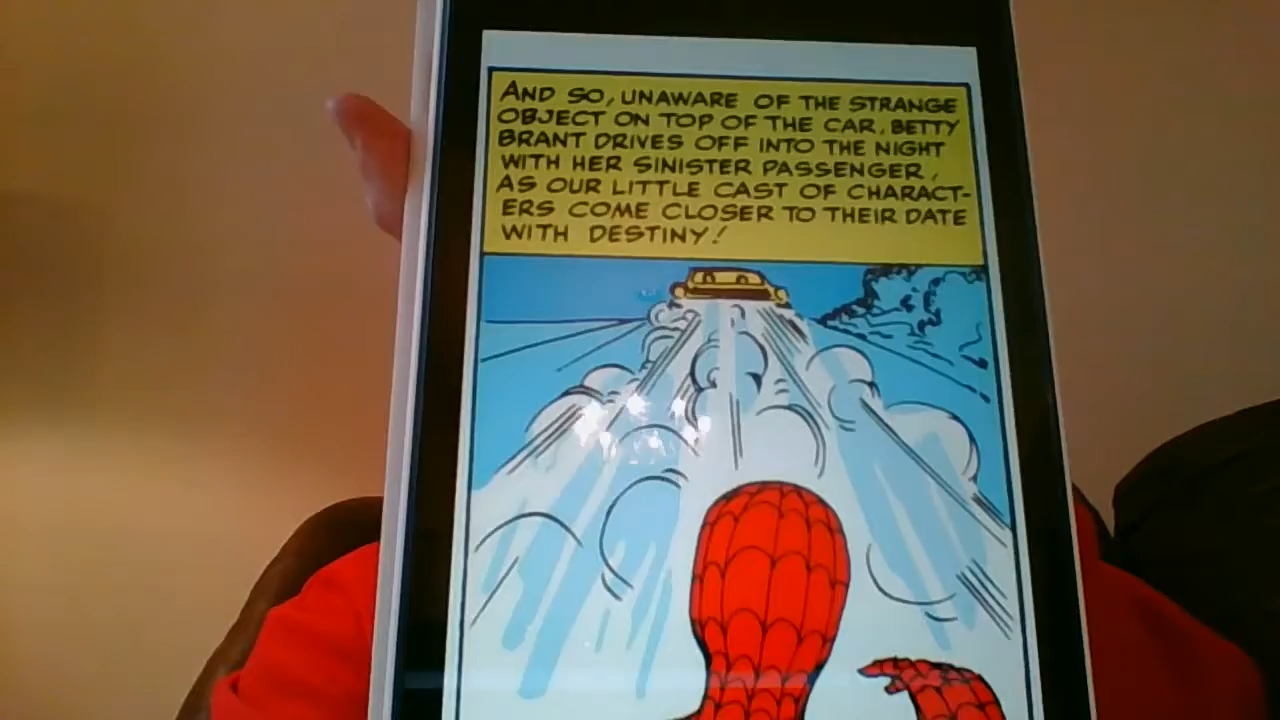 AND SO, UNAWARE OF THE STRANGE
OBJECT ON TOP OF THE CAR, BETTY
BRANT DRIVES OFF INTO THE NIGHT
WITH HER SINISTER PASSENGER,
AS OUR LITTLE CAST OF CHARACT-
ERS COME CLOSER TO THEIR DATE
WITH DESTINY!